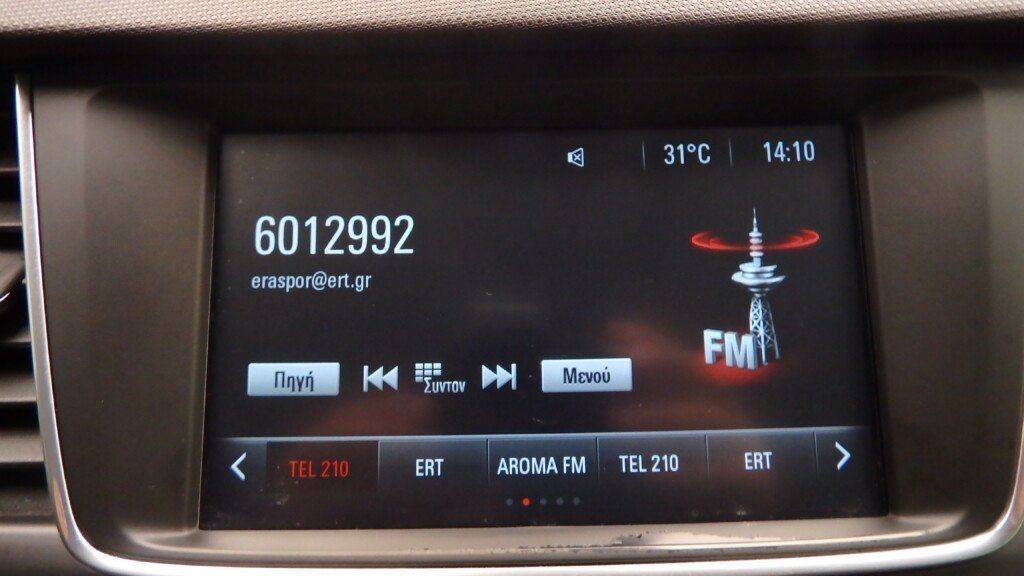 31°C 14:10
6012992
eraspor@ert.gr
FM
Πηγή Συντον Μενού
TEL 210 ERT AROMA FM TEL 210 ERT